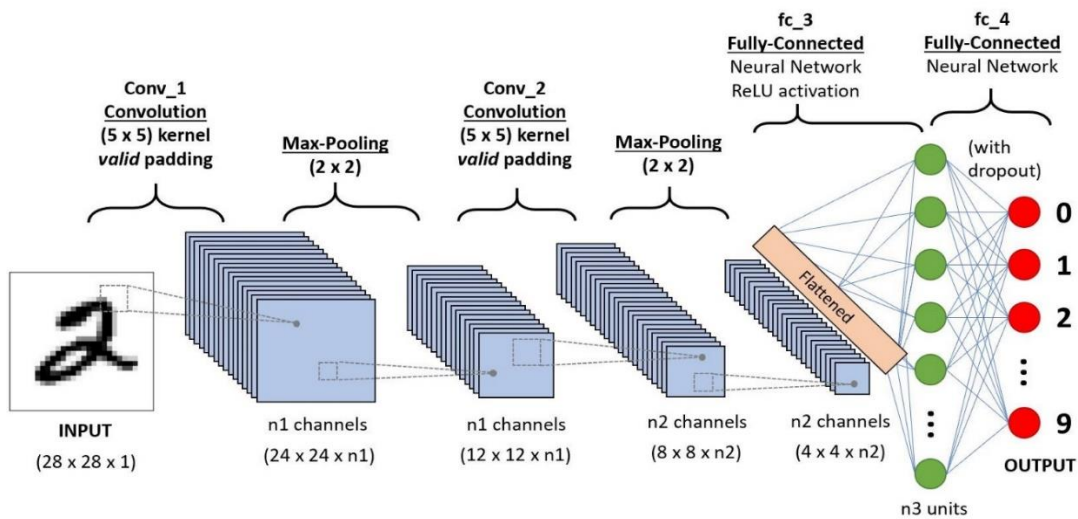 fc_3
Fully-Connected
Neural Network
ReLU activation
fc_4
Fully-Connected
Neural Network
Conv_1
Convolution
(5 x 5) kernel
valid padding
Max-Pooling
(2 x 2)
Conv_2
Convolution
(5 x 5) kernel
valid padding
Max-Pooling
(2 x 2)
(with
dropout)
0
1
2
...
9
2
Flattened
...
INPUT
(28 x 28 x 1)
n1 channels
(24 x 24 x n1)
n1 channels
(12 x 12 x n1)
n2 channels
(8 x 8 x n2)
n2 channels
(4 x 4 x n2)
n3 units
OUTPUT